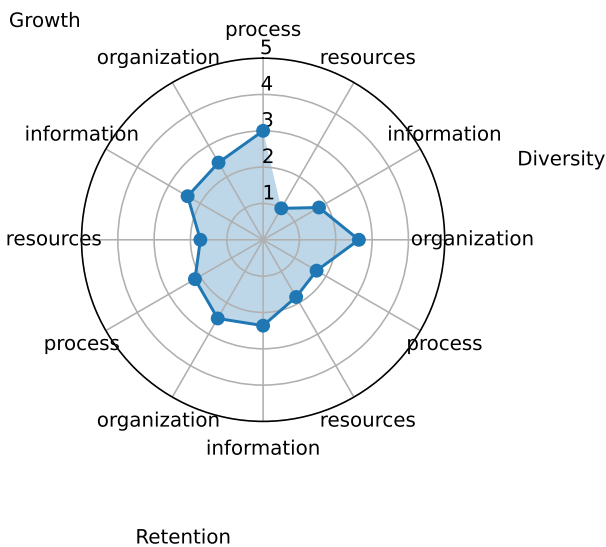 Growth
process
organization
resources
5
4
3
2
1
information
information
Diversity
resources
organization
process
process
organization
resources
information
Retention